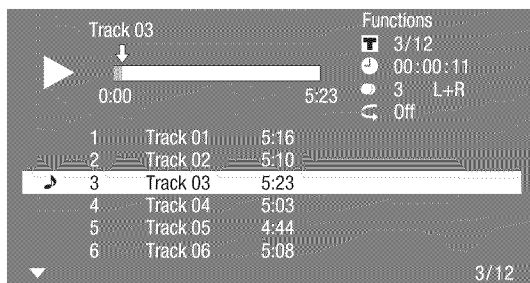 Track 03
0:00 5:23
Functions
T 3/12
00:00:11
3 L+R
Off
1 Track 01 5:16
2 Track 02 5:10
3 Track 03 5:23
4 Track 04 5:03
5 Track 05 4:44
6 Track 06 5:08
3/12